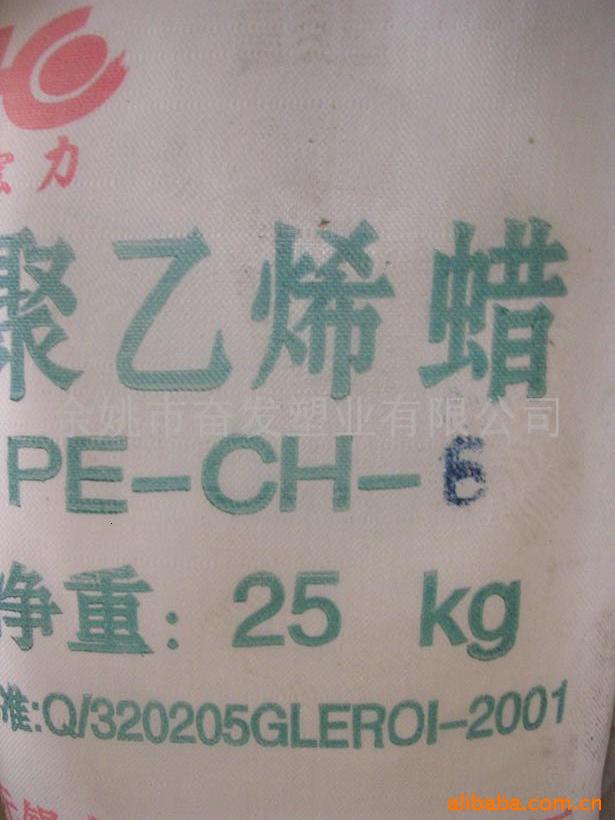 力
聚乙烯蜡
余姚市奋发塑业有限公司
PE-CH-6
净重: 25 kg
准:Q/320205GLEROI-2001
alibaba.com.cn